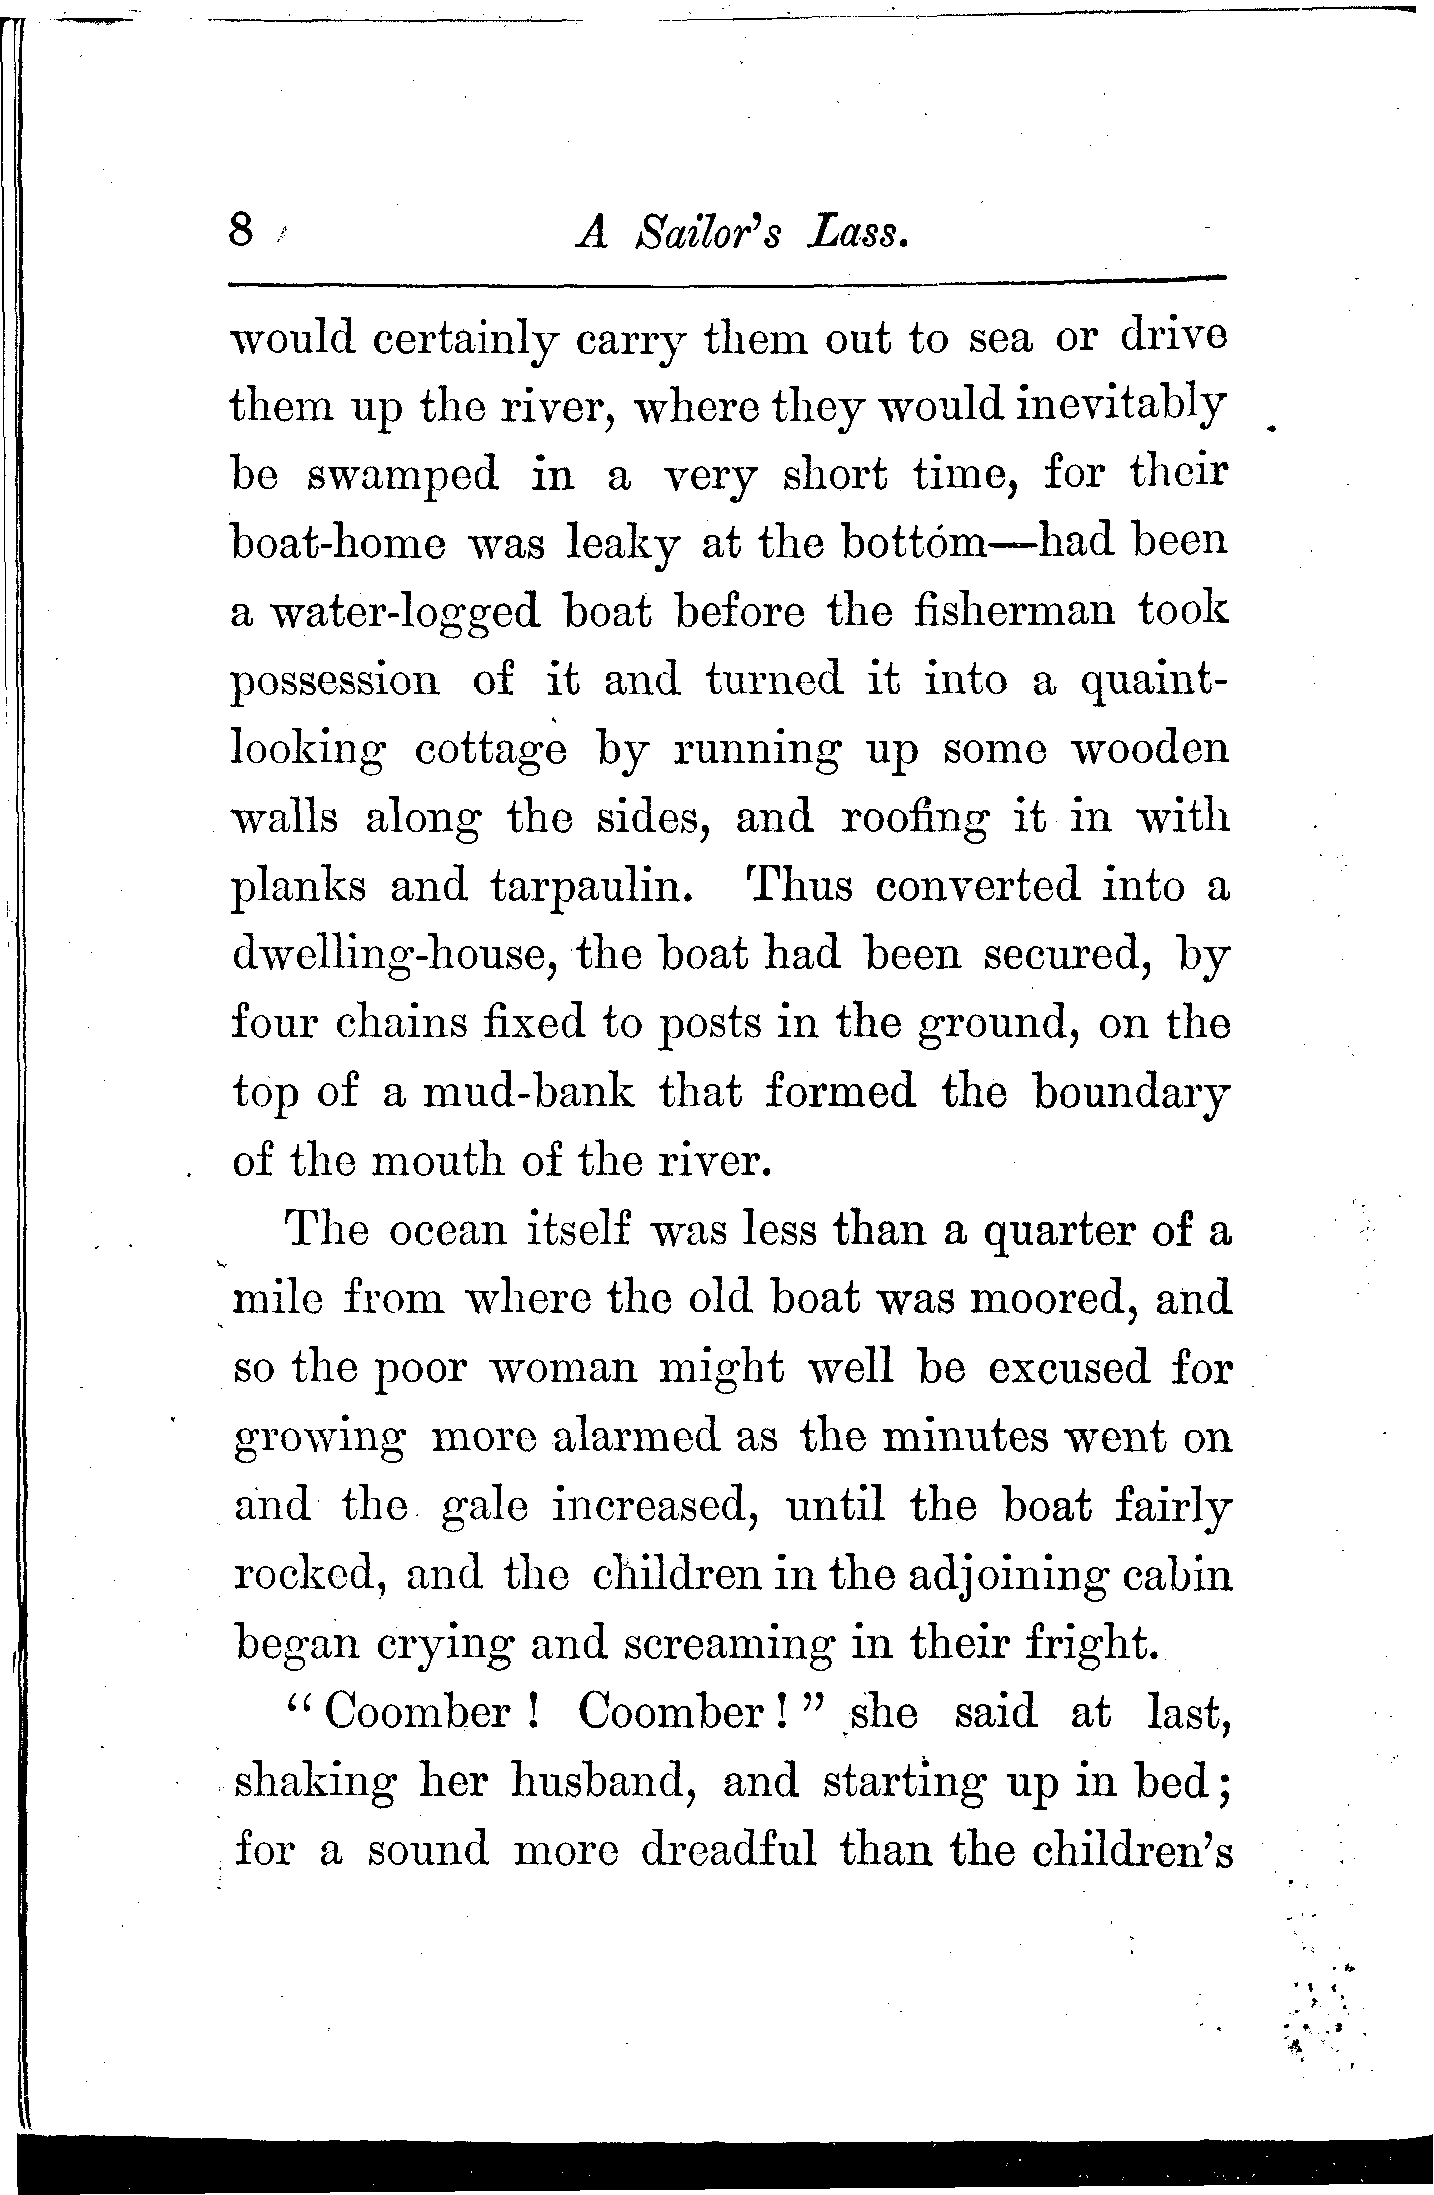 8 A Sailor's Lass.
would certainly carry them out to sea or drive
them up the river, where they would inevitably
be swamped in a very short time, for their
boat-home was leaky at the bottom—had been
a water-logged boat before the fisherman took
possession of it and turned it into a quaint-
looking cottage by running up some wooden
walls along the sides, and roofing it in with
planks and tarpaulin. Thus converted into a
dwelling-house, the boat had been secured, by
four chains fixed to posts in the ground, on the
top of a mud-bank that formed the boundary
of the mouth of the river.
The ocean itself was less than a quarter of a
mile from where the old boat was moored, and
so the poor woman might well be excused for
growing more alarmed as the minutes went on
and the gale increased, until the boat fairly
rocked, and the children in the adjoining cabin
began crying and screaming in their fright.
"Coomber! Coomber!" she said at last,
shaking her husband, and starting up in bed;
for a sound more dreadful than the children's